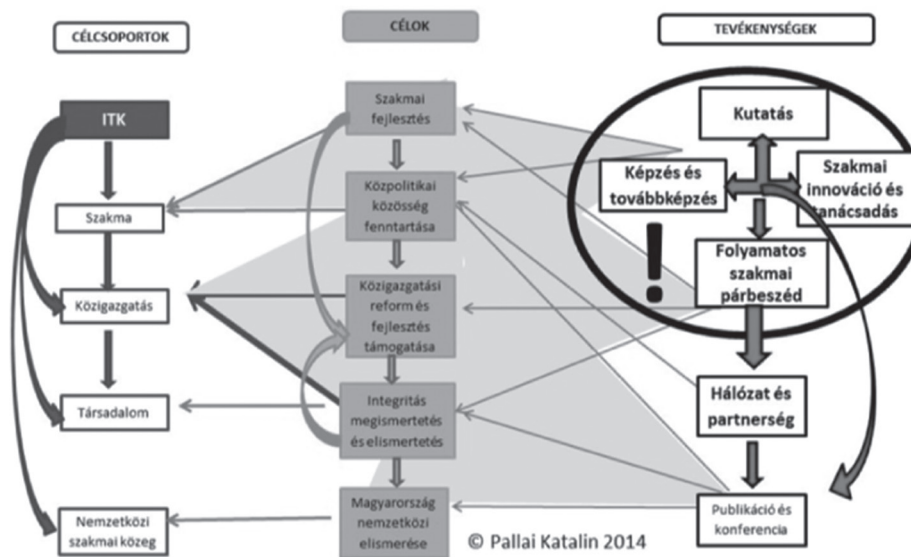 CÉLCSOPORTOK
ITK
Szakma
Közigazgatás
Társadalom
Nemzetközi
szakmai közeg
CÉLOK
Szakmai
fejlesztés
Közpolitikai
közösség
fenntartása
Közigazgatási
reform és
fejlesztés
támogatása
Integritás
megismertetés
és elismertetés
Magyarország
nemzetközi
elismerése
TEVÉKENYSÉGEK
Kutatás
Képzés és
továbbképzés
Szakmai
innováció és
tanácsadás
!
Folyamatos
szakmai
párbeszéd
Hálózat és
partnerség
Publikáció és
konferencia
© Pallai Katalin 2014